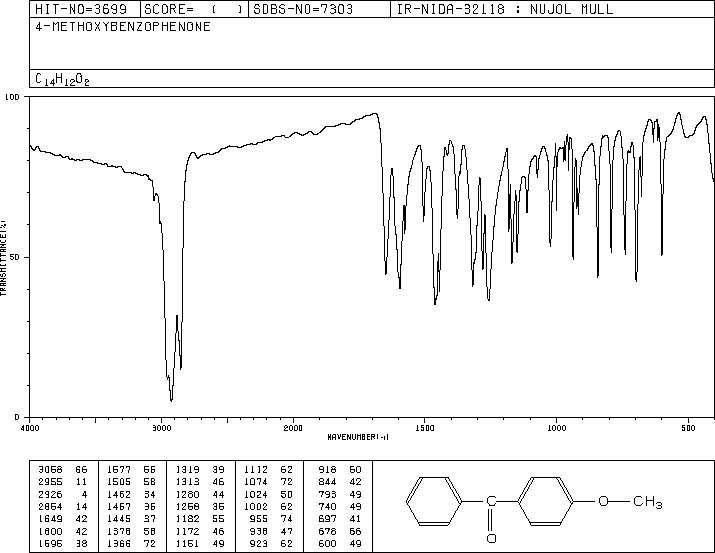 HIT-NO=3699 SCORE= ( ) SDBS-NO=7303 IR-NIDA-32118 : NUJOL MULL
4-METHOXYBENZOPHENONE
C14H12O2
100
TRANSMITTANCE(%)
50
0
4000 3000 2000 1500 1000 500
WAVENUMBER(-1)
3058 66 1577 56 1319 39 1112 62 918 60
2955 11 1505 58 1313 46 1074 72 844 42
2926 4 1462 34 1280 44 1024 50 793 49
2854 14 1457 36 1258 35 1002 62 740 49
1649 42 1445 37 1182 55 955 74 697 41
1600 42 1378 58 1172 46 938 47 678 66
1595 38 1366 72 1151 49 923 62 600 49
C O CH3
O